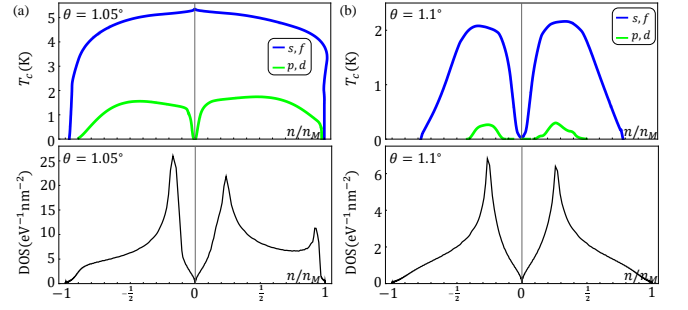 (a)
θ = 1.05°
s, f
p, d
T_c (K)
5
4
3
2
1
0
n/n_M
θ = 1.05°
DOS(eV⁻¹nm⁻²)
25
20
15
10
5
0
n/n_M
−1
−1/2
0
1/2
1
(b)
θ = 1.1°
s, f
p, d
T_c (K)
2
1
0
n/n_M
θ = 1.1°
DOS(eV⁻¹nm⁻²)
6
4
2
0
n/n_M
−1
−1/2
0
1/2
1